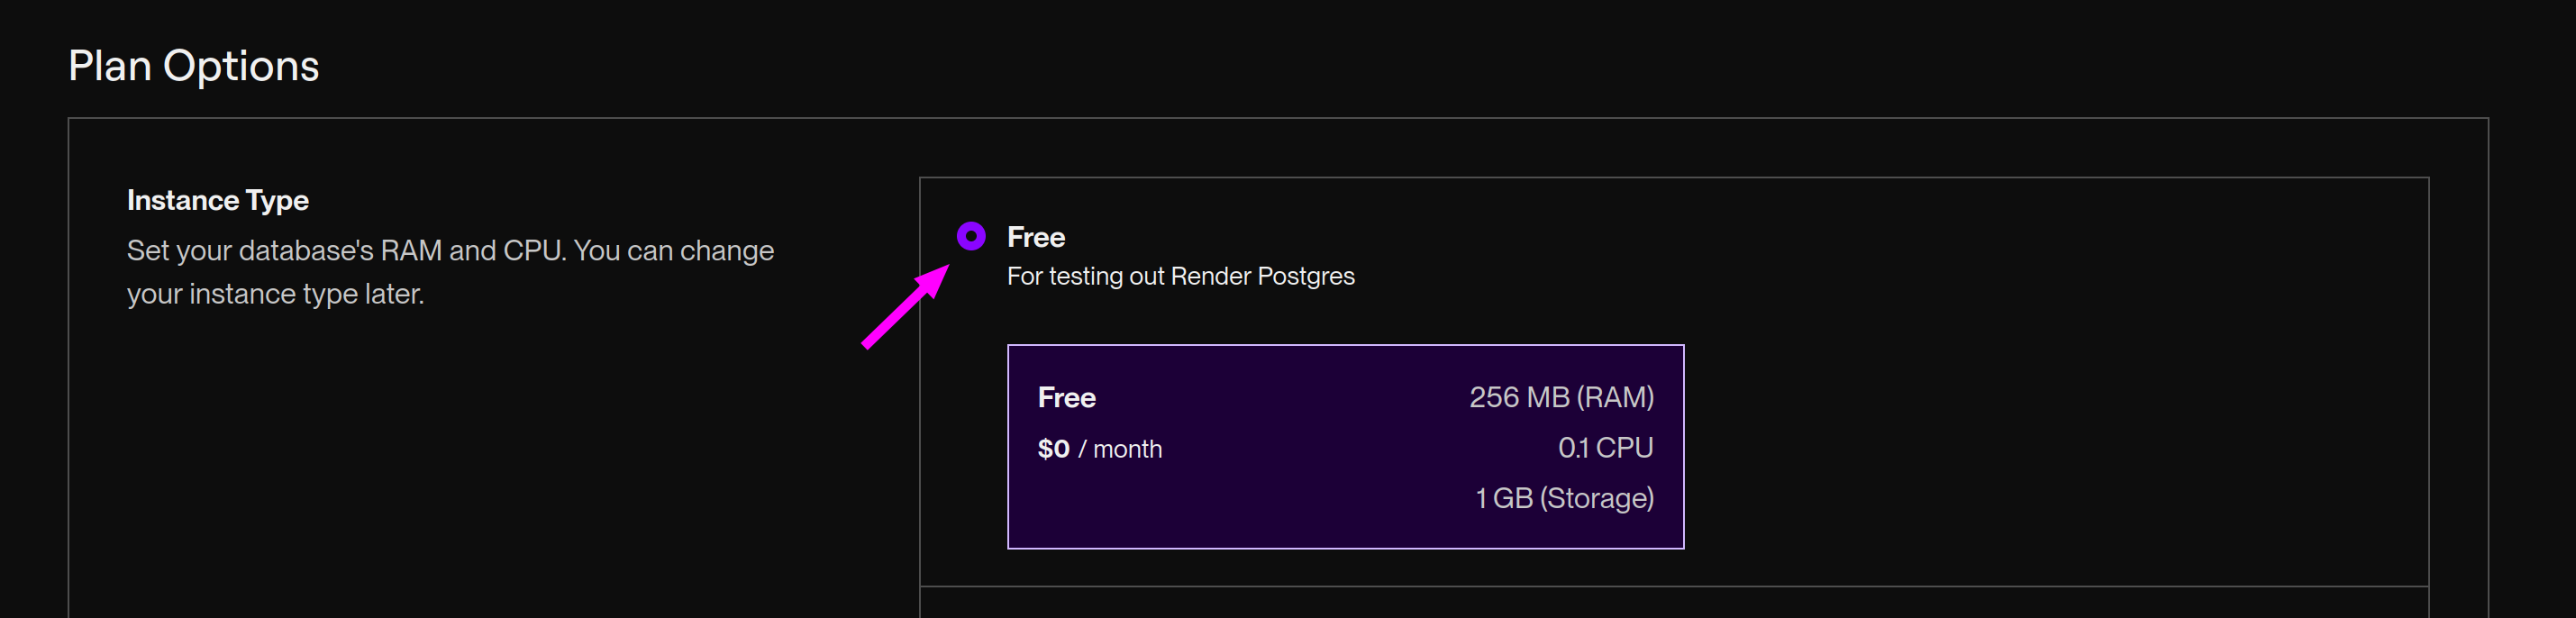 Plan Options
Instance Type
Set your database's RAM and CPU. You can change
your instance type later.
Free
For testing out Render Postgres
Free
$0 / month
256 MB (RAM)
0.1 CPU
1 GB (Storage)